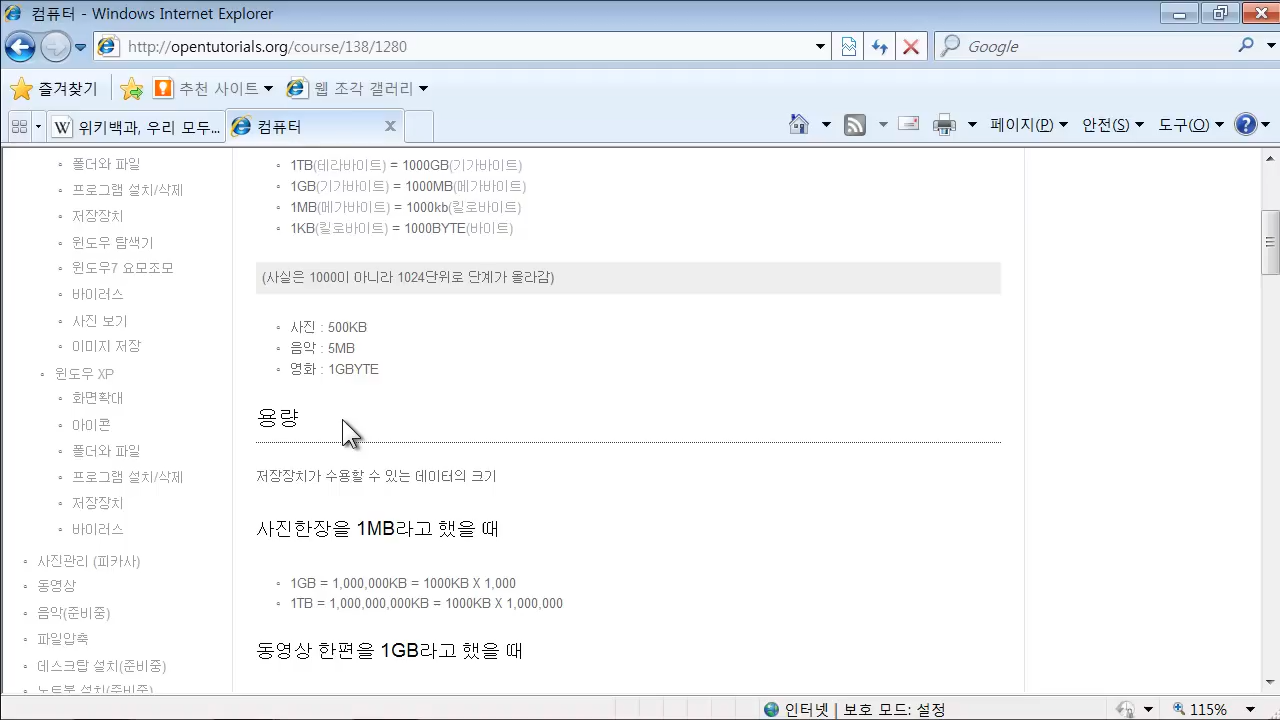 컴퓨터 - Windows Internet Explorer
http://opentutorials.org/course/138/1280
Google
즐겨찾기
추천 사이트
웹 조각 갤러리
위키백과, 우리 모두...
컴퓨터
페이지(P)
안전(S)
도구(O)
폴더와 파일
프로그램 설치/삭제
저장장치
윈도우 탐색기
윈도우7 요모조모
바이러스
사진 보기
이미지 저장
윈도우 XP
화면확대
아이콘
폴더와 파일
프로그램 설치/삭제
저장장치
바이러스
사진관리 (피카사)
동영상
음악(준비중)
파일압축
데스크탑 설치(준비중)
노트북 설치(준비중)
1TB(테라바이트) = 1000GB(기가바이트)
1GB(기가바이트) = 1000MB(메가바이트)
1MB(메가바이트) = 1000kb(킬로바이트)
1KB(킬로바이트) = 1000BYTE(바이트)
(사실은 1000이 아니라 1024단위로 단계가 올라감)
사진 : 500KB
음악 : 5MB
영화 : 1GBYTE
용량
저장장치가 수용할 수 있는 데이터의 크기
사진한장을 1MB라고 했을 때
1GB = 1,000,000KB = 1000KB X 1,000
1TB = 1,000,000,000KB = 1000KB X 1,000,000
동영상 한편을 1GB라고 했을 때
인터넷 | 보호 모드: 설정
115%